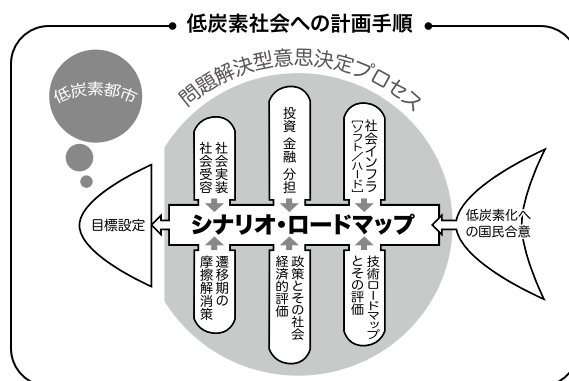 低炭素社会への計画手順
低炭素都市
問題解決型意思決定プロセス
社会実装
社会受容
投資 金融 分担
社会インフラ
[ソフト/ハード]
目標設定
シナリオ・ロードマップ
低炭素化へ
の国民合意
遷移期の
摩擦解消策
政策とその社会
経済的評価
技術ロードマップ
とその評価